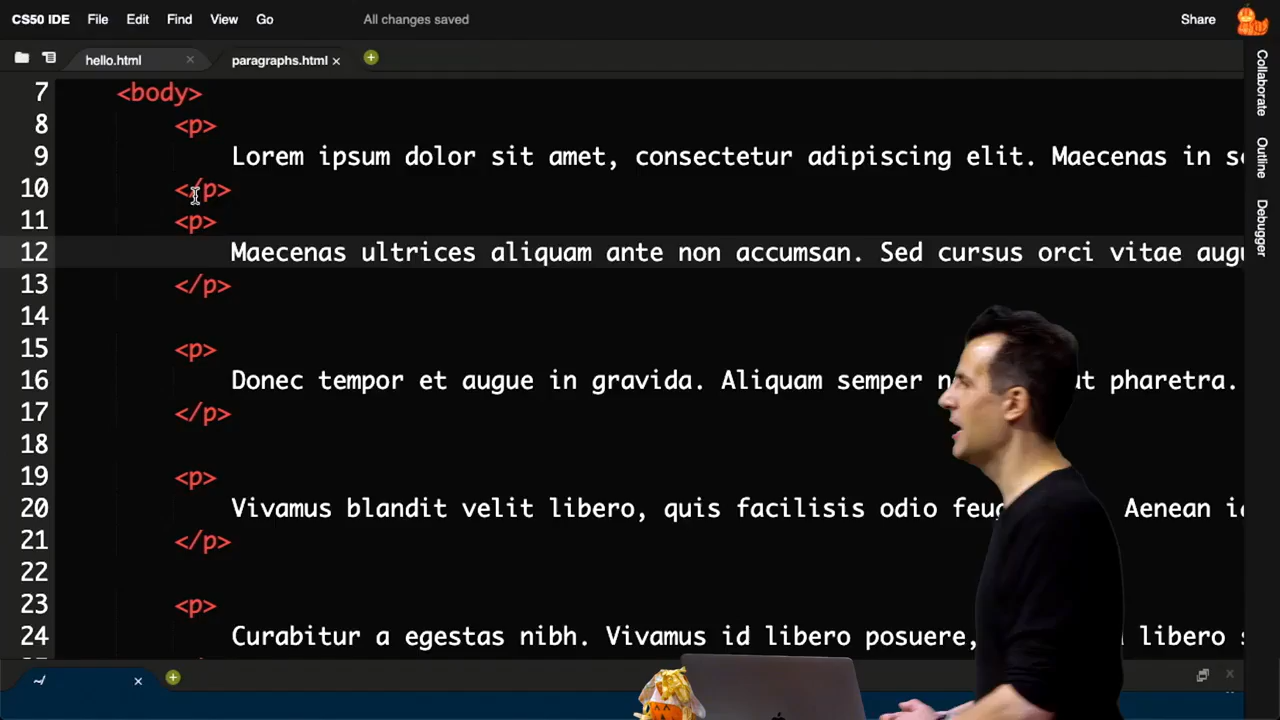 CS50 IDE File Edit Find View Go All changes saved Share
hello.html × paragraphs.html ×
Collaborate
Outline
Debugger
7 <body>
8 <p>
9 Lorem ipsum dolor sit amet, consectetur adipiscing elit. Maecenas in
10 </p>
11 <p>
12 Maecenas ultrices aliquam ante non accumsan. Sed cursus orci vitae
13 </p>
14
15 <p>
16 Donec tempor et augue in gravida. Aliquam semper ut pharetra.
17 </p>
18
19 <p>
20 Vivamus blandit velit libero, quis facilisis odio Aenean
21 </p>
22
23 <p>
24 Curabitur a egestas nibh. Vivamus id libero posuere, libero